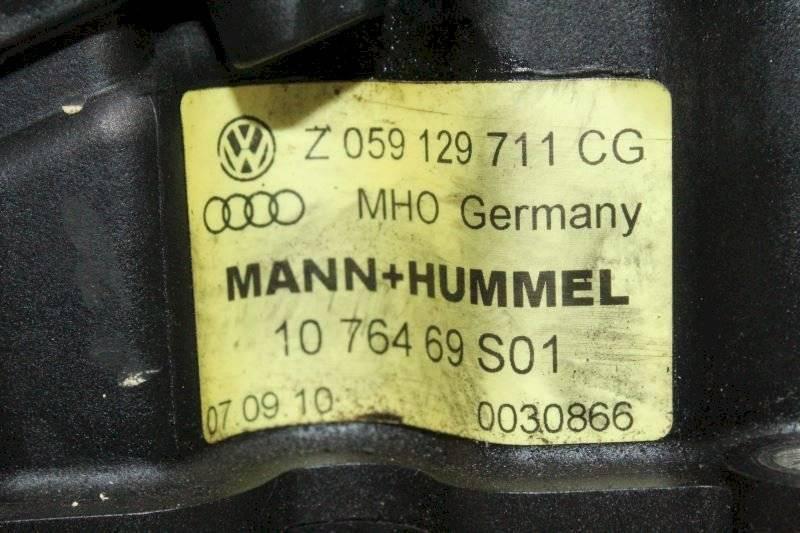 Z 059 129 711 CG
MHO Germany
MANN+HUMMEL
10 764 69 S01
07.09.10 0030866